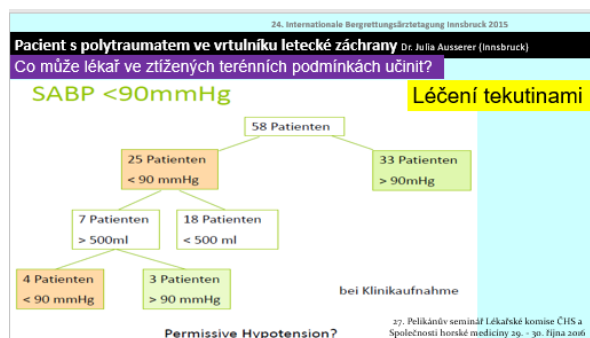 24. Internationale Bergrettungsärztetagung Innsbruck 2015
Pacient s polytraumatem ve vrtulníku letecké záchrany Dr. Julia Ausserer (Innsbruck)
Co může lékař ve ztížených terénních podmínkách učinit?
SABP <90mmHg
Léčení tekutinami
58 Patienten
25 Patienten
< 90 mmHg
33 Patienten
> 90mHg
7 Patienten
> 500ml
18 Patienten
< 500 ml
4 Patienten
< 90 mmHg
3 Patienten
> 90 mmHg
bei Klinikaufnahme
Permissive Hypotension?
27. Pelikánův seminář Lékařské komise ČHS a
Společnosti horské medicíny 29. - 30. října 2016